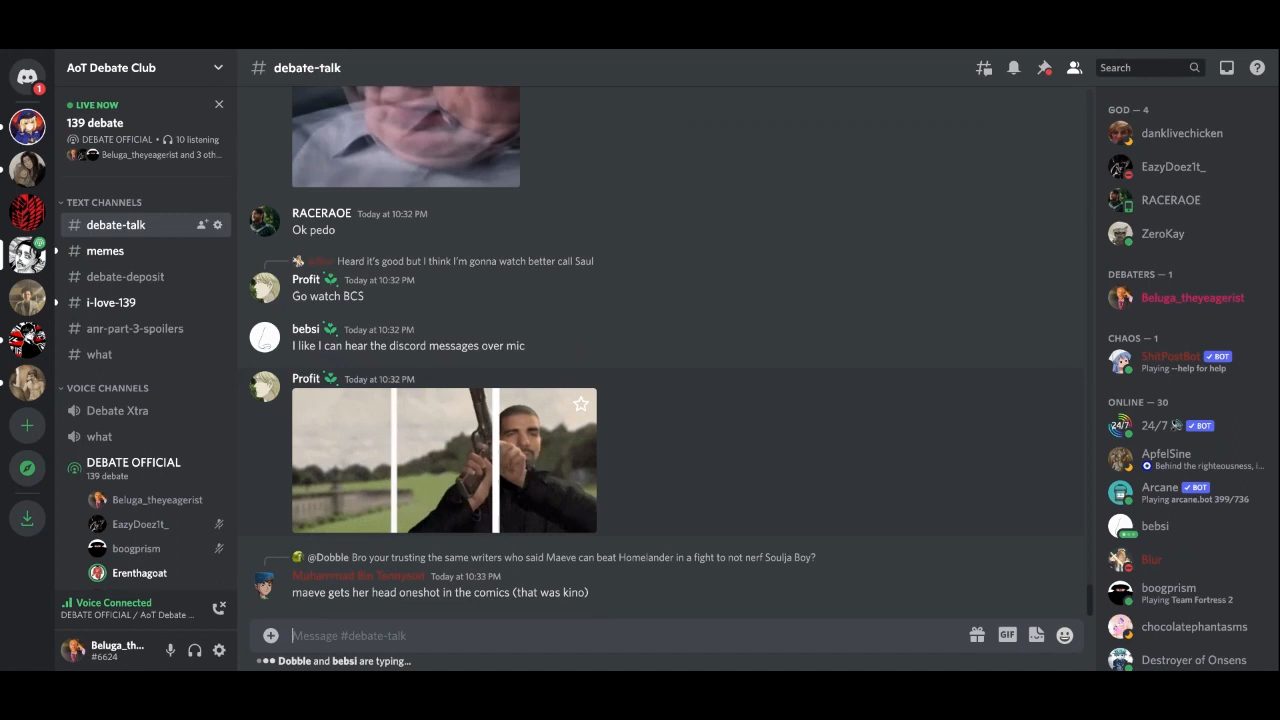 AoT Debate Club
# debate-talk
Search
1
LIVE NOW
139 debate
DEBATE OFFICIAL • 10 listening
Beluga_theyeagerist and 3 oth...
TEXT CHANNELS
# debate-talk
# memes
# debate-deposit
# i-love-139
# anr-part-3-spoilers
# what
VOICE CHANNELS
Debate Xtra
what
DEBATE OFFICIAL
139 debate
Beluga_theyeagerist
EazyDoez1t_
boogprism
Erenthagoat
Voice Connected
DEBATE OFFICIAL / AoT Debate ...
Beluga_th...
#6624
RACERAOE Today at 10:32 PM
Ok pedo
Heard it's good but I think I'm gonna watch better call Saul
Profit Today at 10:32 PM
Go watch BCS
bebsi Today at 10:32 PM
I like I can hear the discord messages over mic
Profit Today at 10:32 PM
@Dobble Bro your trusting the same writers who said Maeve can beat Homelander in a fight to not nerf Soulja Boy?
Muhammad Bin Tennyson Today at 10:33 PM
maeve gets her head oneshot in the comics (that was kino)
Message #debate-talk
GIF
Dobble and bebsi are typing...
GOD — 4
danklivechicken
EazyDoez1t_
RACERAOE
ZeroKay
DEBATERS — 1
Beluga_theyeagerist
CHAOS — 1
ShitPostBot ✓ BOT
Playing --help for help
ONLINE — 30
24/7 24/7 ✓ BOT
ApfelSine
Behind the righteousness, i...
Arcane ✓ BOT
Playing arcane.bot 399/736
bebsi
Blur
boogprism
Playing Team Fortress 2
chocolatephantasms
Destroyer of Onsens